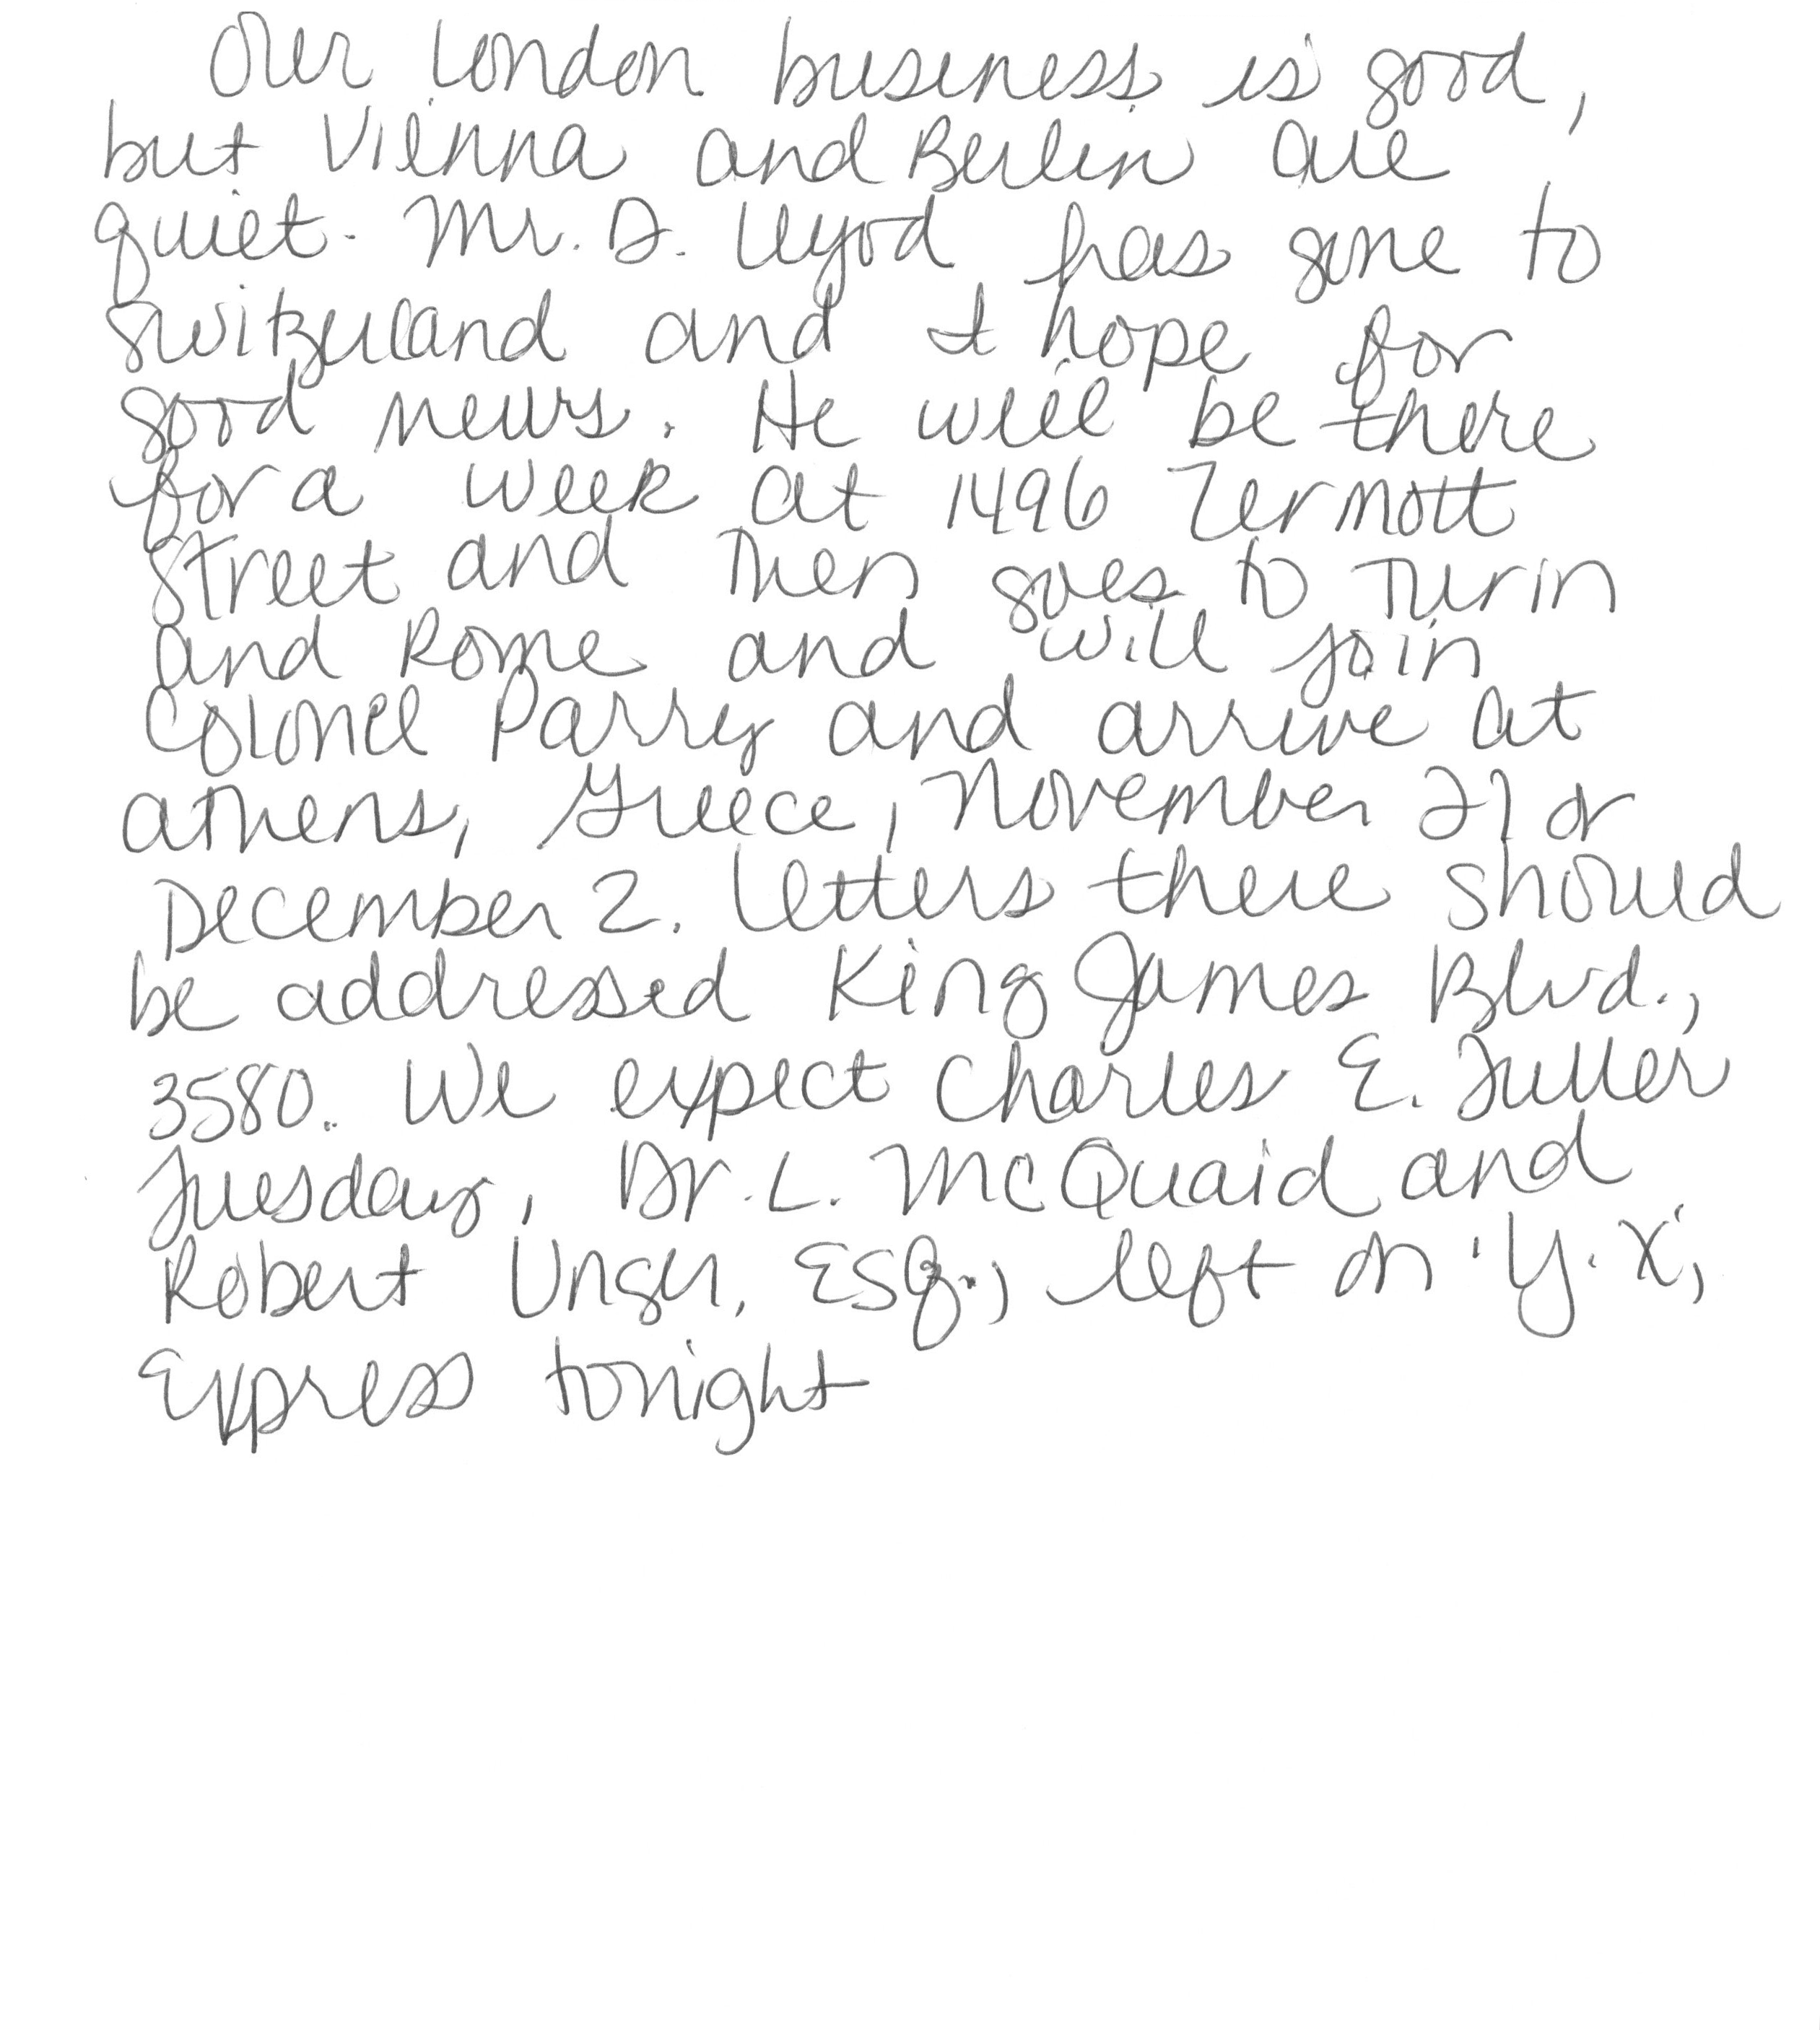 Our London business is good,
but Vienna and Berlin are
quiet. Mr. D. Lloyd has gone to
Switzerland and I hope for
good news. He will be there
for a week at 1496 Zermott
Street and then goes to Turin
and Rome and will join
Colonel Parry and arrive at
Athens, Greece, November 27 or
December 2. Letters there should
be addressed King James Blvd.,
3580. We expect Charles E. Fuller
Tuesday, Dr. L. McQuaid and
Robert Unger, Esq., left on 'Y. X,
Express tonight